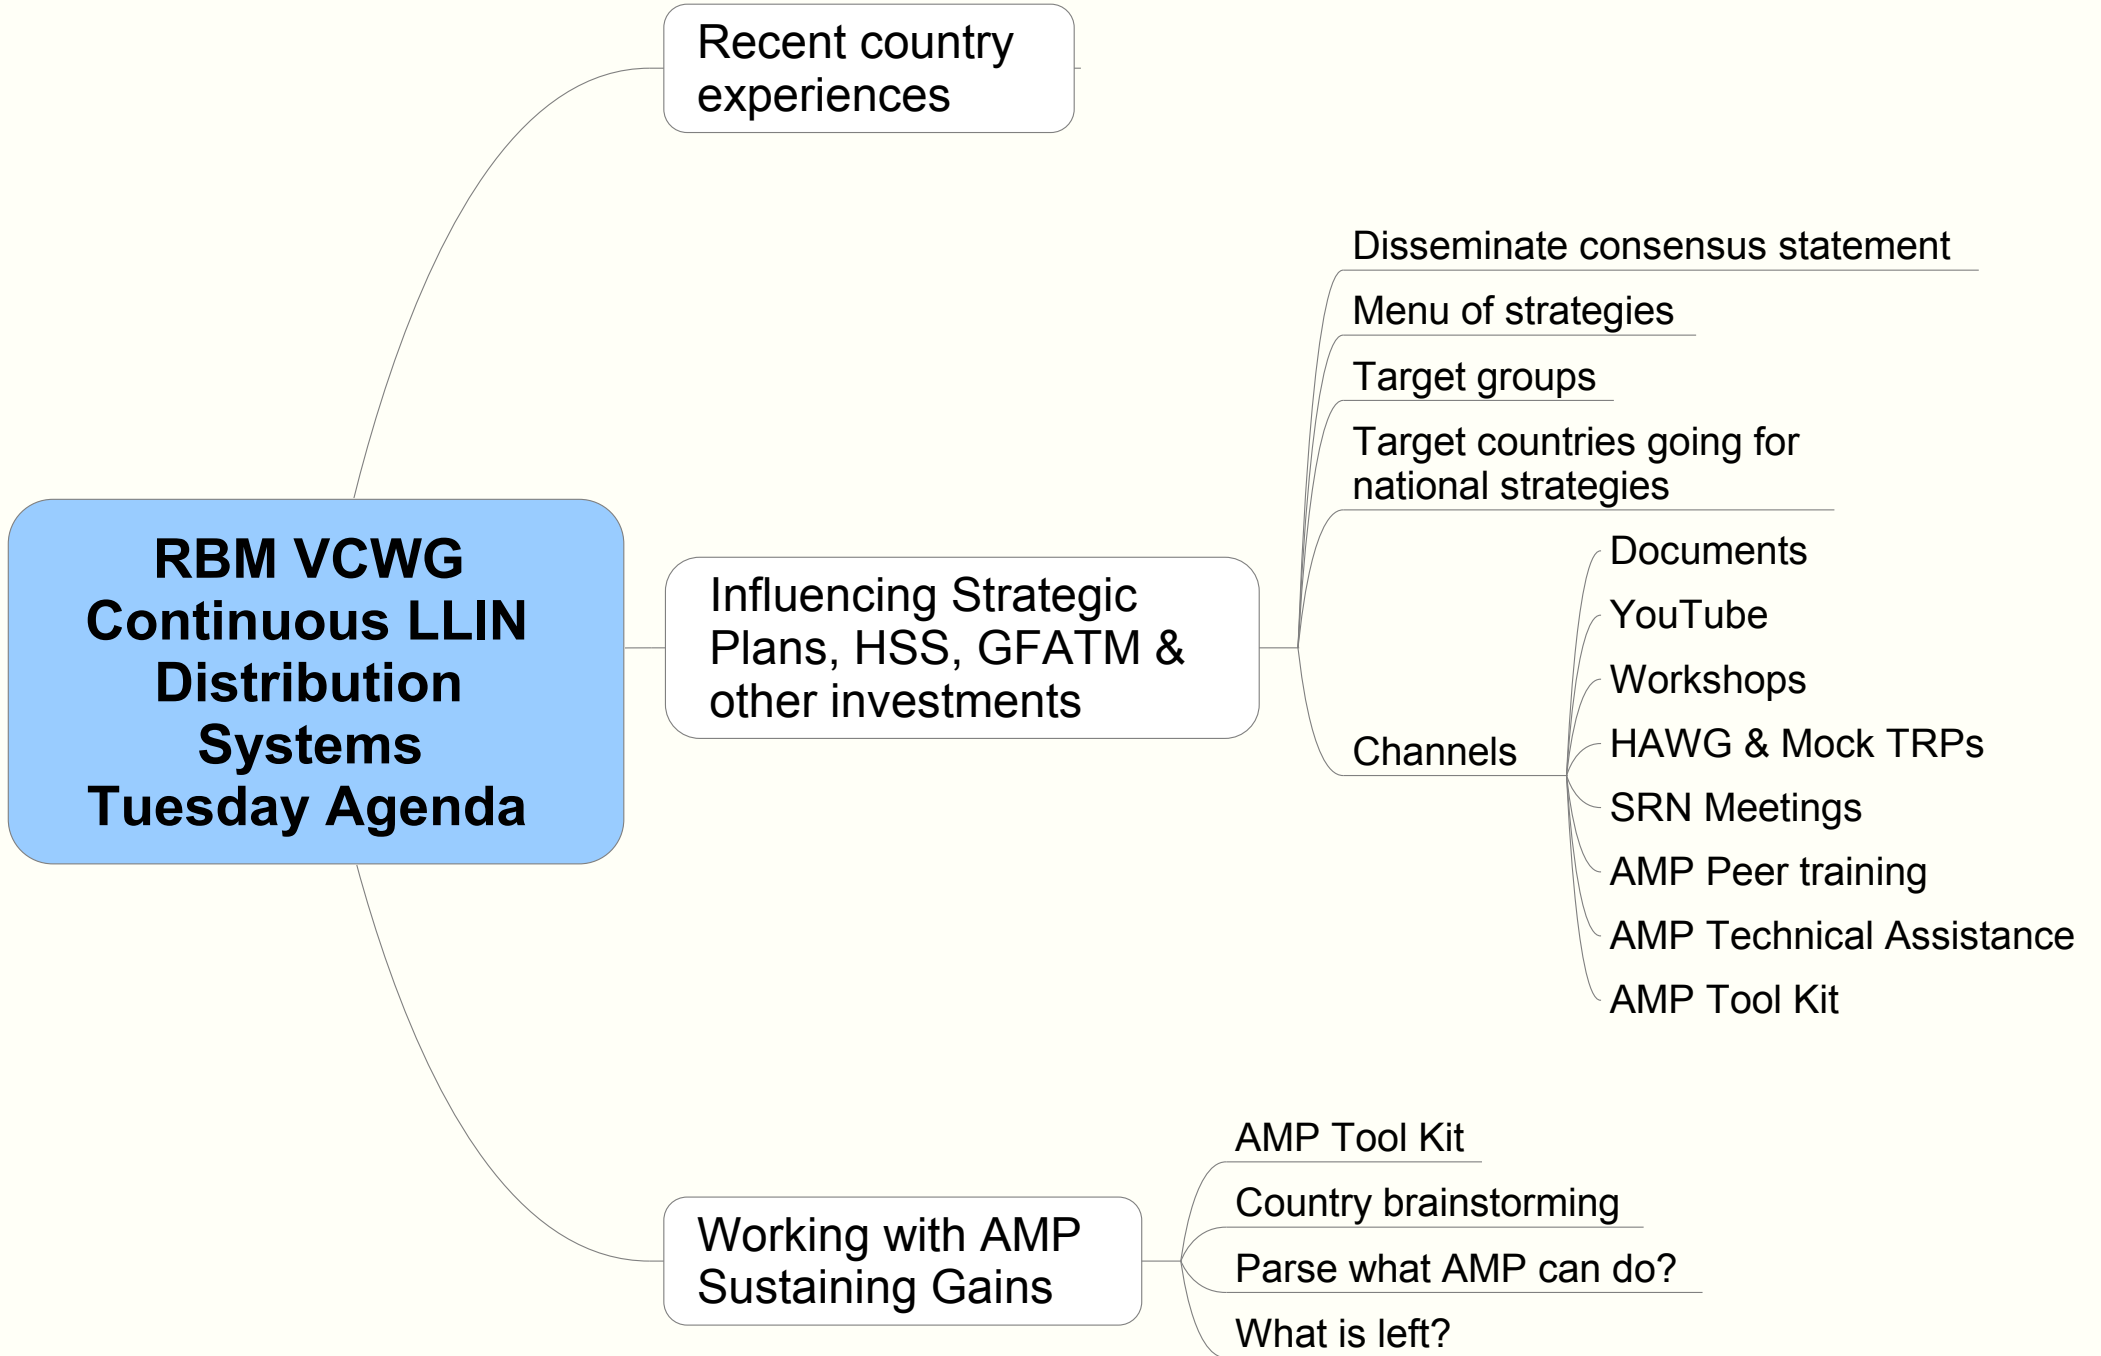 RBM VCWG
Continuous LLIN
Distribution
Systems
Tuesday Agenda
Recent country
experiences
Influencing Strategic
Plans, HSS, GFATM &
other investments
Disseminate consensus statement
Menu of strategies
Target groups
Target countries going for
national strategies
Channels
Documents
YouTube
Workshops
HAWG & Mock TRPs
SRN Meetings
AMP Peer training
AMP Technical Assistance
AMP Tool Kit
Working with AMP
Sustaining Gains
AMP Tool Kit
Country brainstorming
Parse what AMP can do?
What is left?